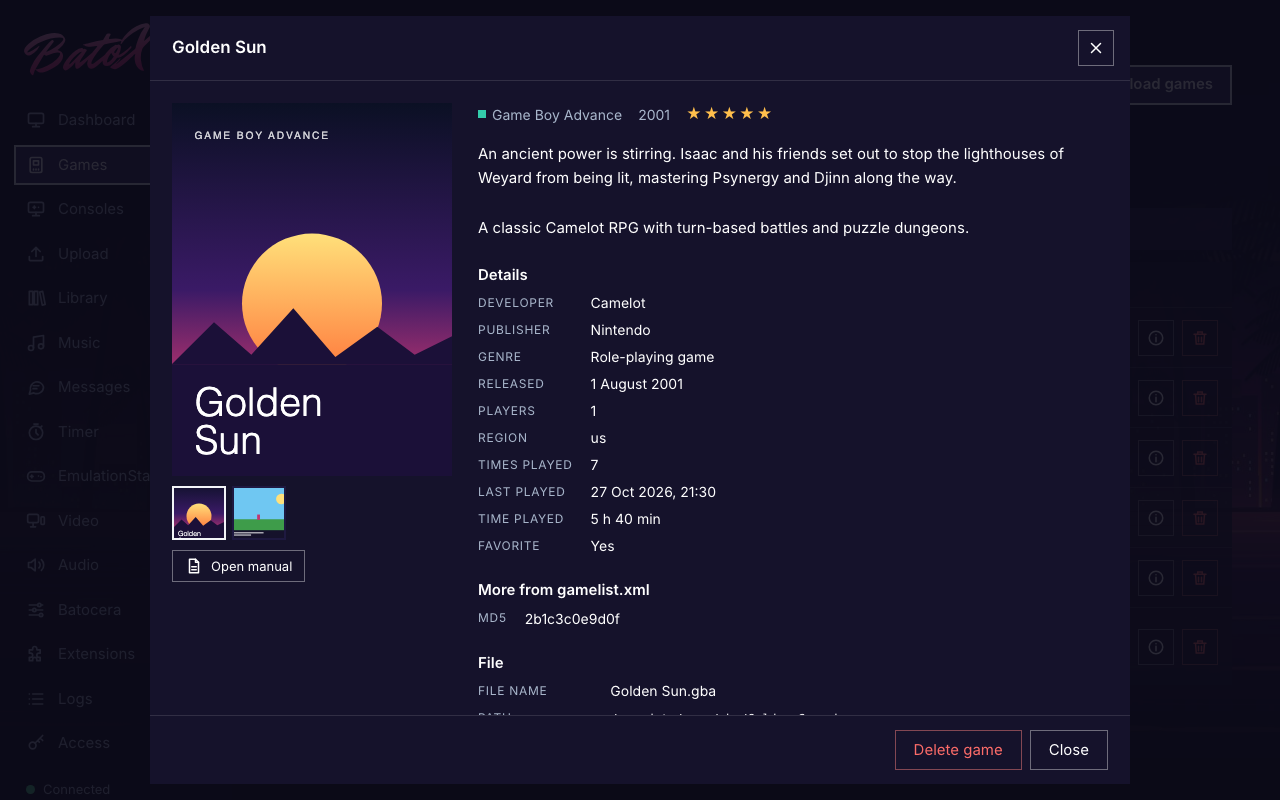 Golden Sun
load games
Dashboard
Games
Consoles
Upload
Library
Music
Messages
Timer
EmulationSta
Video
Audio
Batocera
Extensions
Logs
Access
Connected
GAME BOY ADVANCE
Golden
Sun
Golden
Open manual
Game Boy Advance 2001 ★★★★★
An ancient power is stirring. Isaac and his friends set out to stop the lighthouses of
Weyard from being lit, mastering Psynergy and Djinn along the way.
A classic Camelot RPG with turn-based battles and puzzle dungeons.
Details
DEVELOPER Camelot
PUBLISHER Nintendo
GENRE Role-playing game
RELEASED 1 August 2001
PLAYERS 1
REGION us
TIMES PLAYED 7
LAST PLAYED 27 Oct 2026, 21:30
TIME PLAYED 5 h 40 min
FAVORITE Yes
More from gamelist.xml
MD5 2b1c3c0e9d0f
File
FILE NAME Golden Sun.gba
Delete game
Close